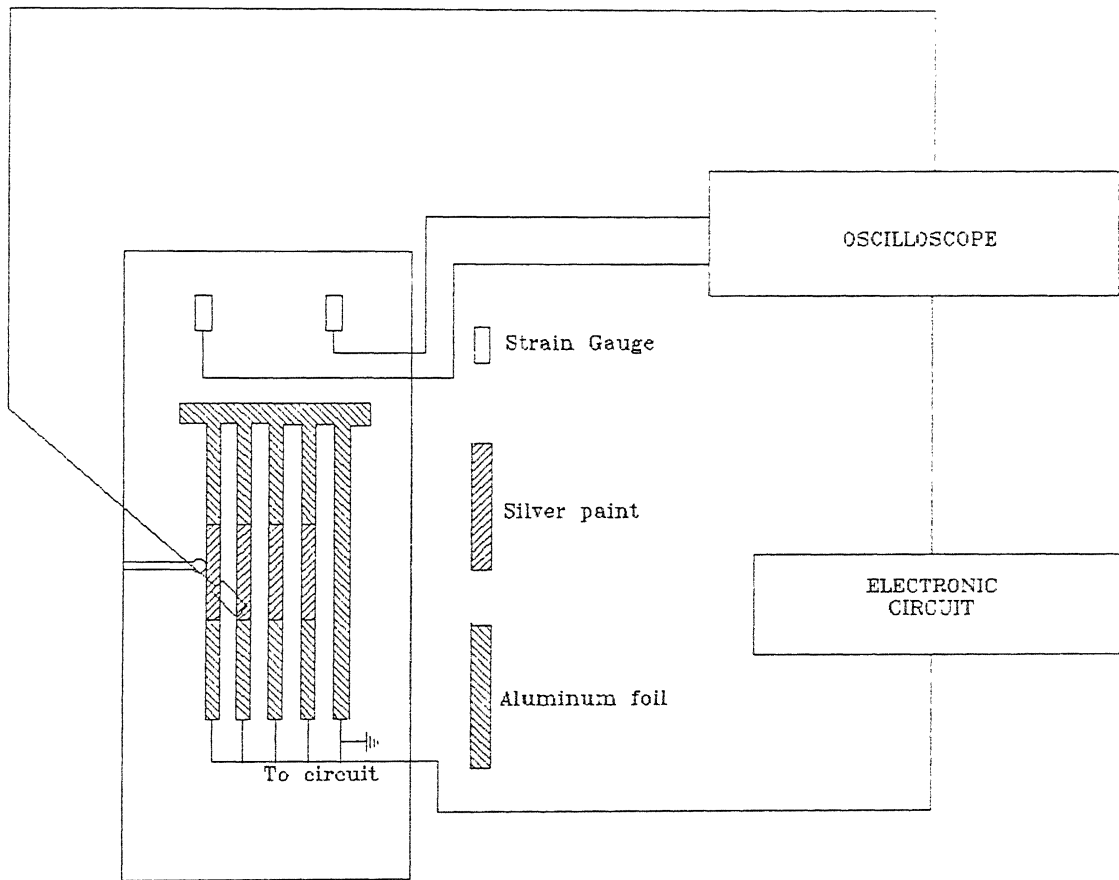 OSCILLOSCOPE
Strain Gauge
Silver paint
ELECTRONIC
CIRCUIT
Aluminum foil
To circuit